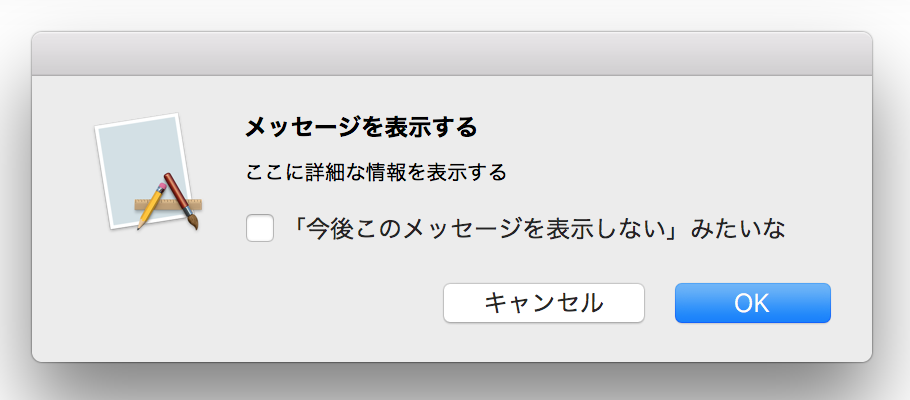 メッセージを表示する
ここに詳細な情報を表示する
「今後このメッセージを表示しない」みたいな
キャンセル
OK